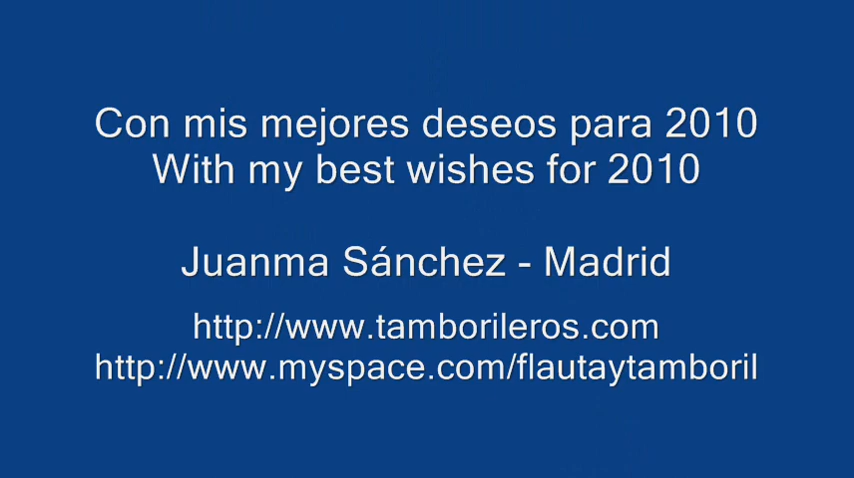 Con mis mejores deseos para 2010
With my best wishes for 2010
Juanma Sánchez - Madrid
http://www.tamborileros.com
http://www.myspace.com/flautaytamboril